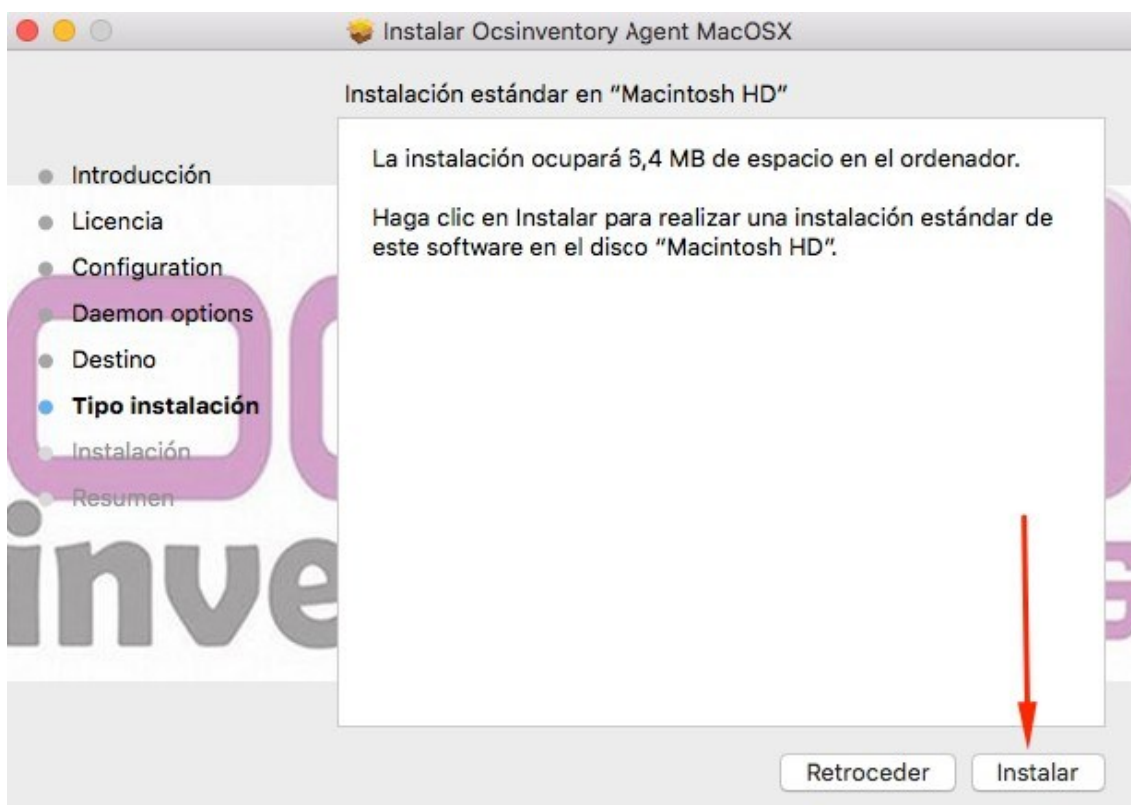 Instalar Ocsinventory Agent MacOSX
Instalación estándar en "Macintosh HD"
Introducción
Licencia
Configuration
Daemon options
Destino
Tipo instalación
Instalación
Resumen
La instalación ocupará 6,4 MB de espacio en el ordenador.
Haga clic en Instalar para realizar una instalación estándar de
este software en el disco "Macintosh HD".
inve
Retroceder
Instalar